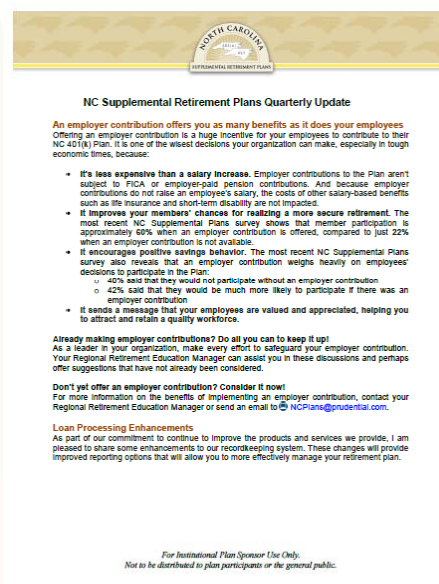 NORTH CAROLINA
SUPPLEMENTAL RETIREMENT PLANS
NC Supplemental Retirement Plans Quarterly Update
An employer contribution offers you as many benefits as it does your employees
Offering an employer contribution is a huge incentive for your employees to contribute to their
NC 401(k) Plan. It is one of the wisest decisions your organization can make, especially in tough
economic times, because:
It's less expensive than a salary increase. Employer contributions to the Plan aren't
subject to FICA or employer-paid pension contributions. And because employer
contributions do not raise an employee's salary, the costs of other salary-based benefits
such as life insurance and short-term disability are not impacted.
It improves your members' chances for realizing a more secure retirement. The
most recent NC Supplemental Plans survey shows that member participation is
approximately 60% when an employer contribution is offered, compared to just 22%
when an employer contribution is not available.
It encourages positive savings behavior. The most recent NC Supplemental Plans
survey also reveals that an employer contribution weighs heavily on employees'
decisions to participate in the Plan:
40% said that they would not participate without an employer contribution
42% said that they would be much more likely to participate if there was an
employer contribution
It sends a message that your employees are valued and appreciated, helping you
to attract and retain a quality workforce.
Already making employer contributions? Do all you can to keep it up!
As a leader in your organization, make every effort to safeguard your employer contribution.
Your Regional Retirement Education Manager can assist you in these discussions and perhaps
offer suggestions that have not already been considered.
Don't yet offer an employer contribution? Consider it now!
For more information on the benefits of implementing an employer contribution, contact your
Regional Retirement Education Manager or send an email to NCPlans@prudential.com.
Loan Processing Enhancements
As part of our commitment to continue to improve the products and services we provide, I am
pleased to share some enhancements to our recordkeeping system. These changes will provide
improved reporting options that will allow you to more effectively manage your retirement plan.
For Institutional Plan Sponsor Use Only.
Not to be distributed to plan participants or the general public.